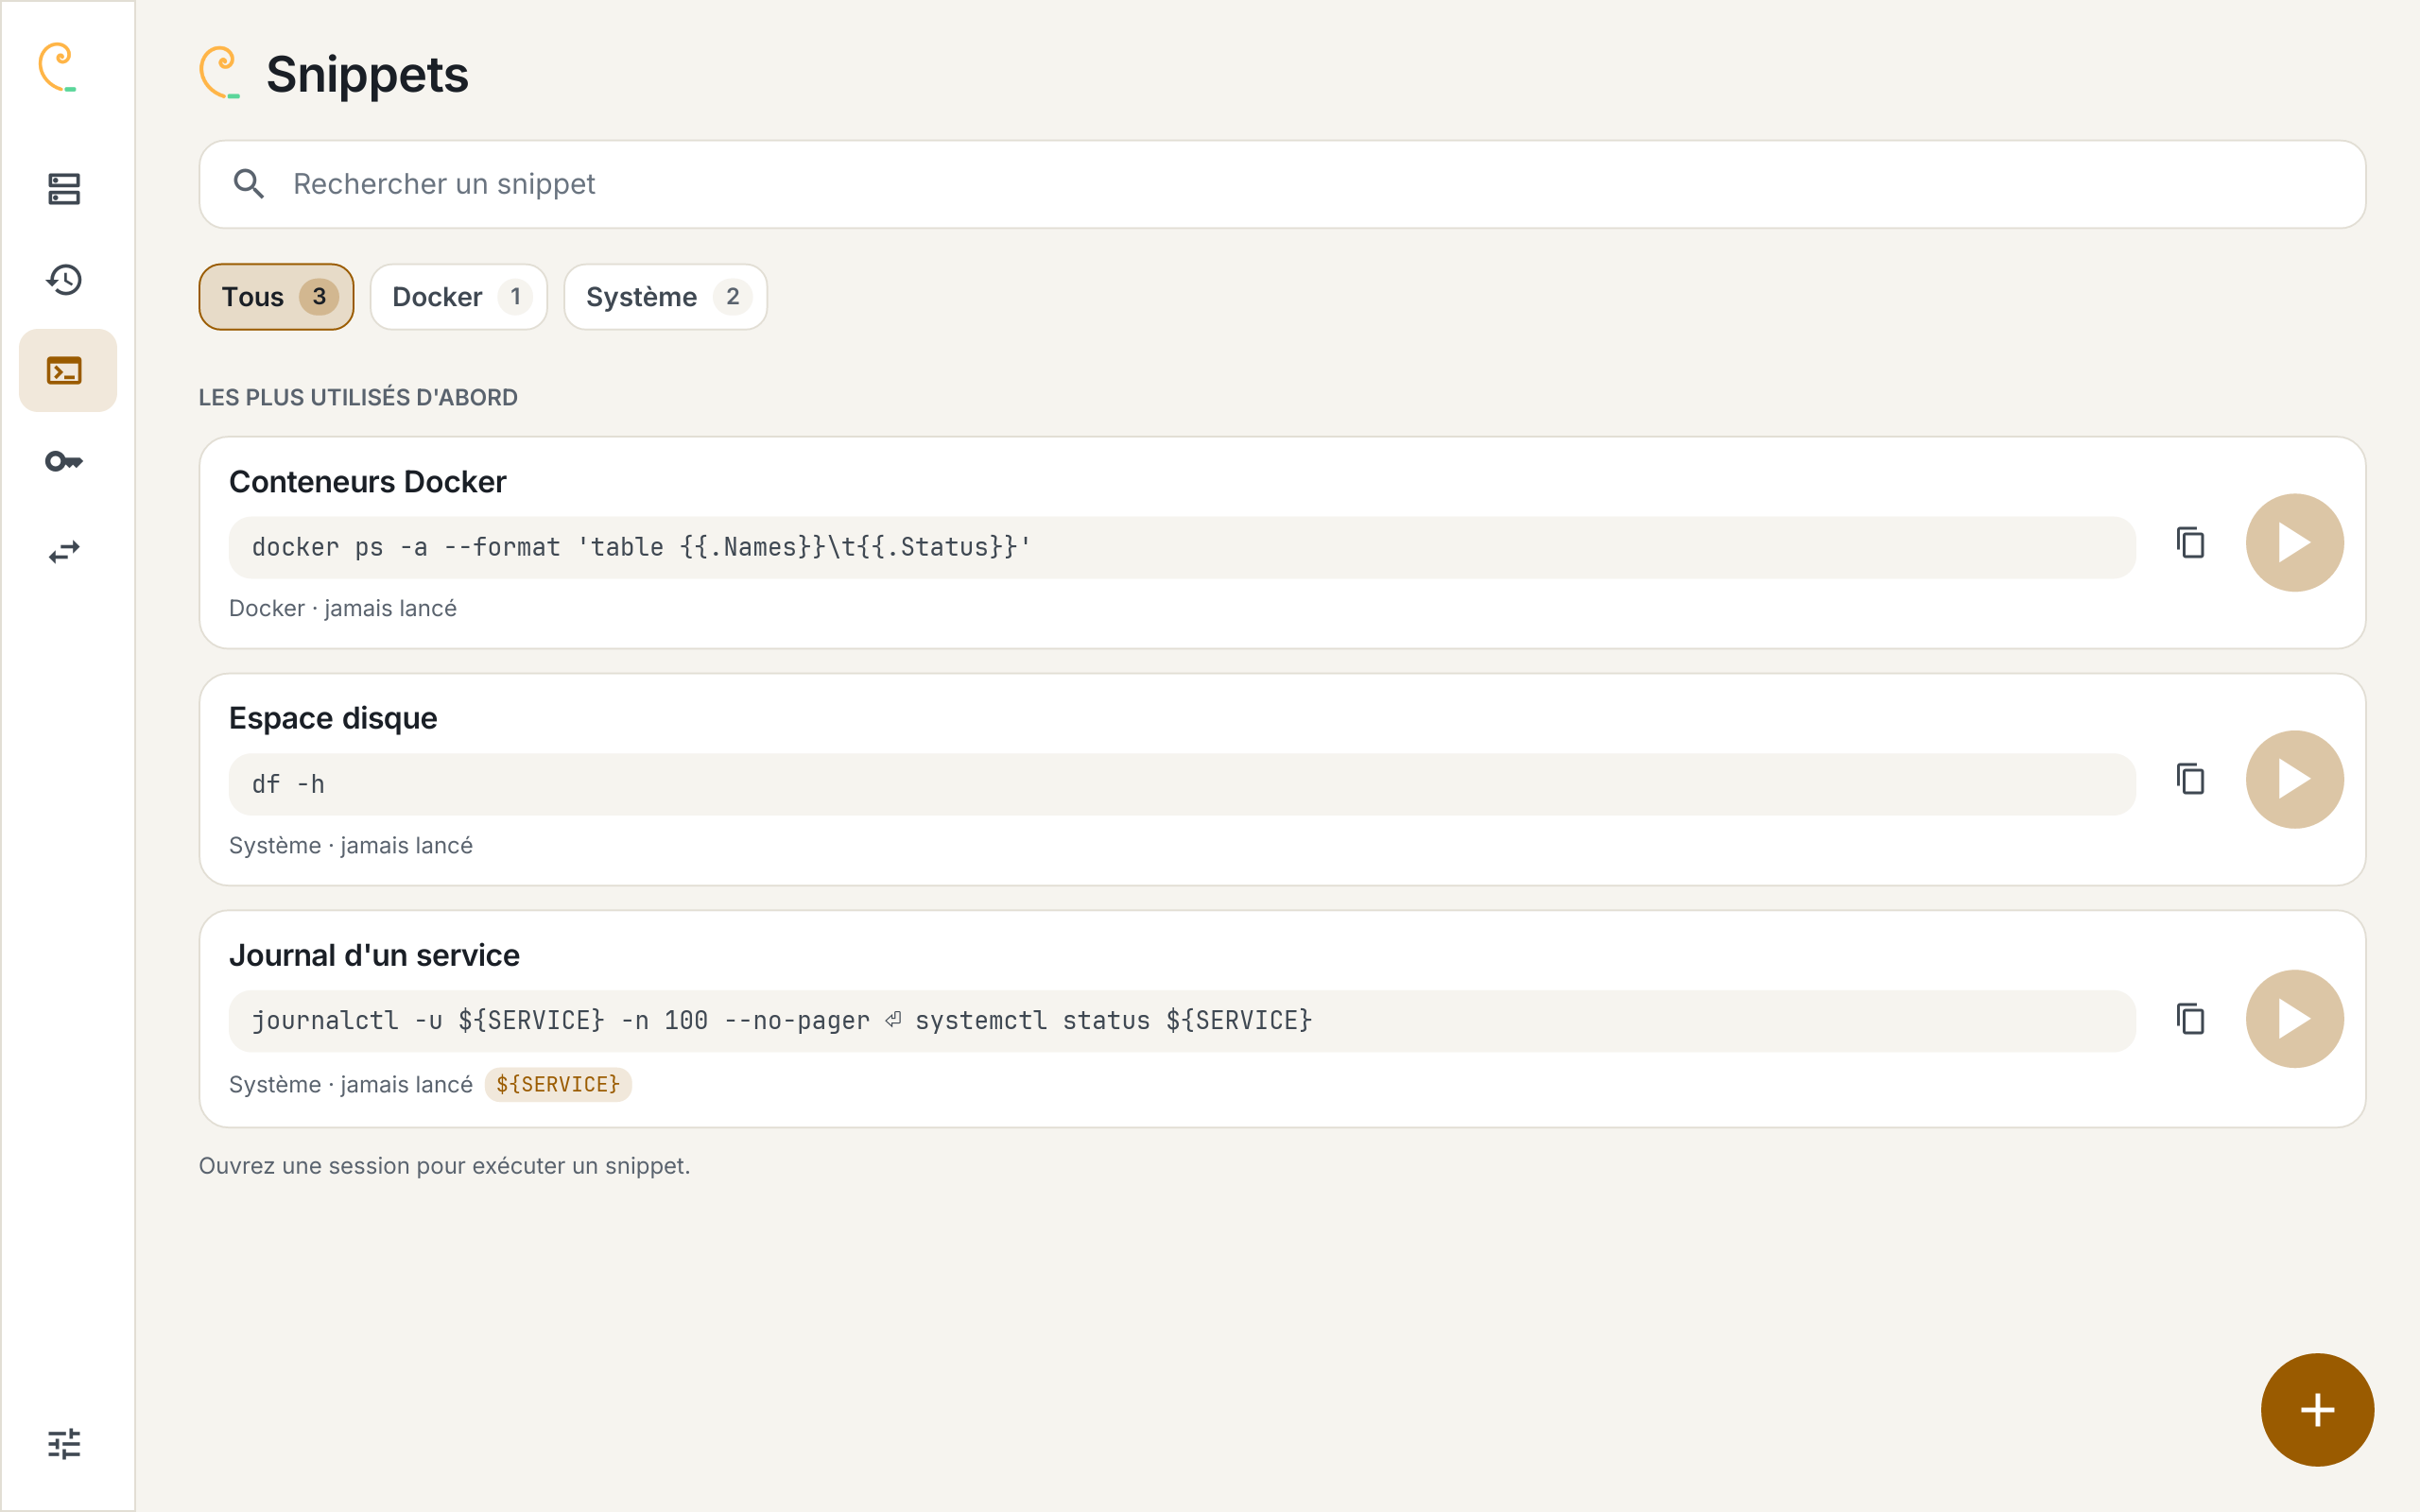 Snippets
Rechercher un snippet
Tous 3 Docker 1 Système 2
LES PLUS UTILISÉS D'ABORD
Conteneurs Docker
docker ps -a --format 'table {{.Names}}\t{{.Status}}'
Docker · jamais lancé
Espace disque
df -h
Système · jamais lancé
Journal d'un service
journalctl -u ${SERVICE} -n 100 --no-pager ⏎ systemctl status ${SERVICE}
Système · jamais lancé ${SERVICE}
Ouvrez une session pour exécuter un snippet.